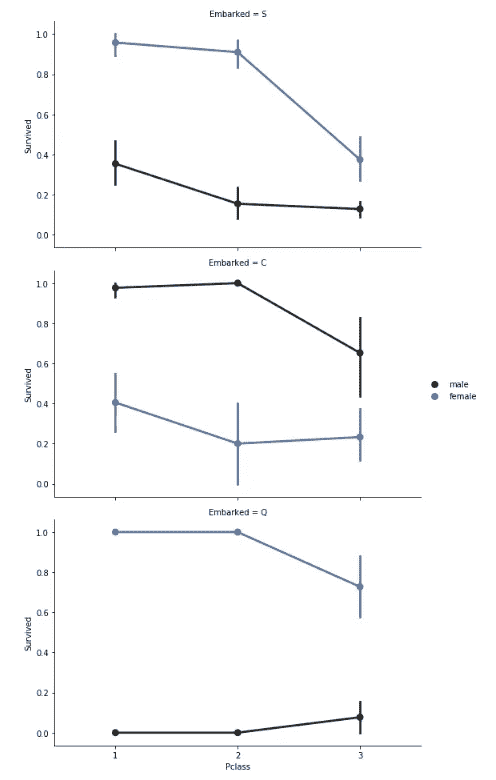 Embarked = S
1.0
0.8
0.6
0.4
0.2
0.0
Survived
Embarked = C
1.0
0.8
0.6
0.4
0.2
0.0
Survived
male
female
Embarked = Q
1.0
0.8
0.6
0.4
0.2
0.0
Survived
1 2 3
Pclass